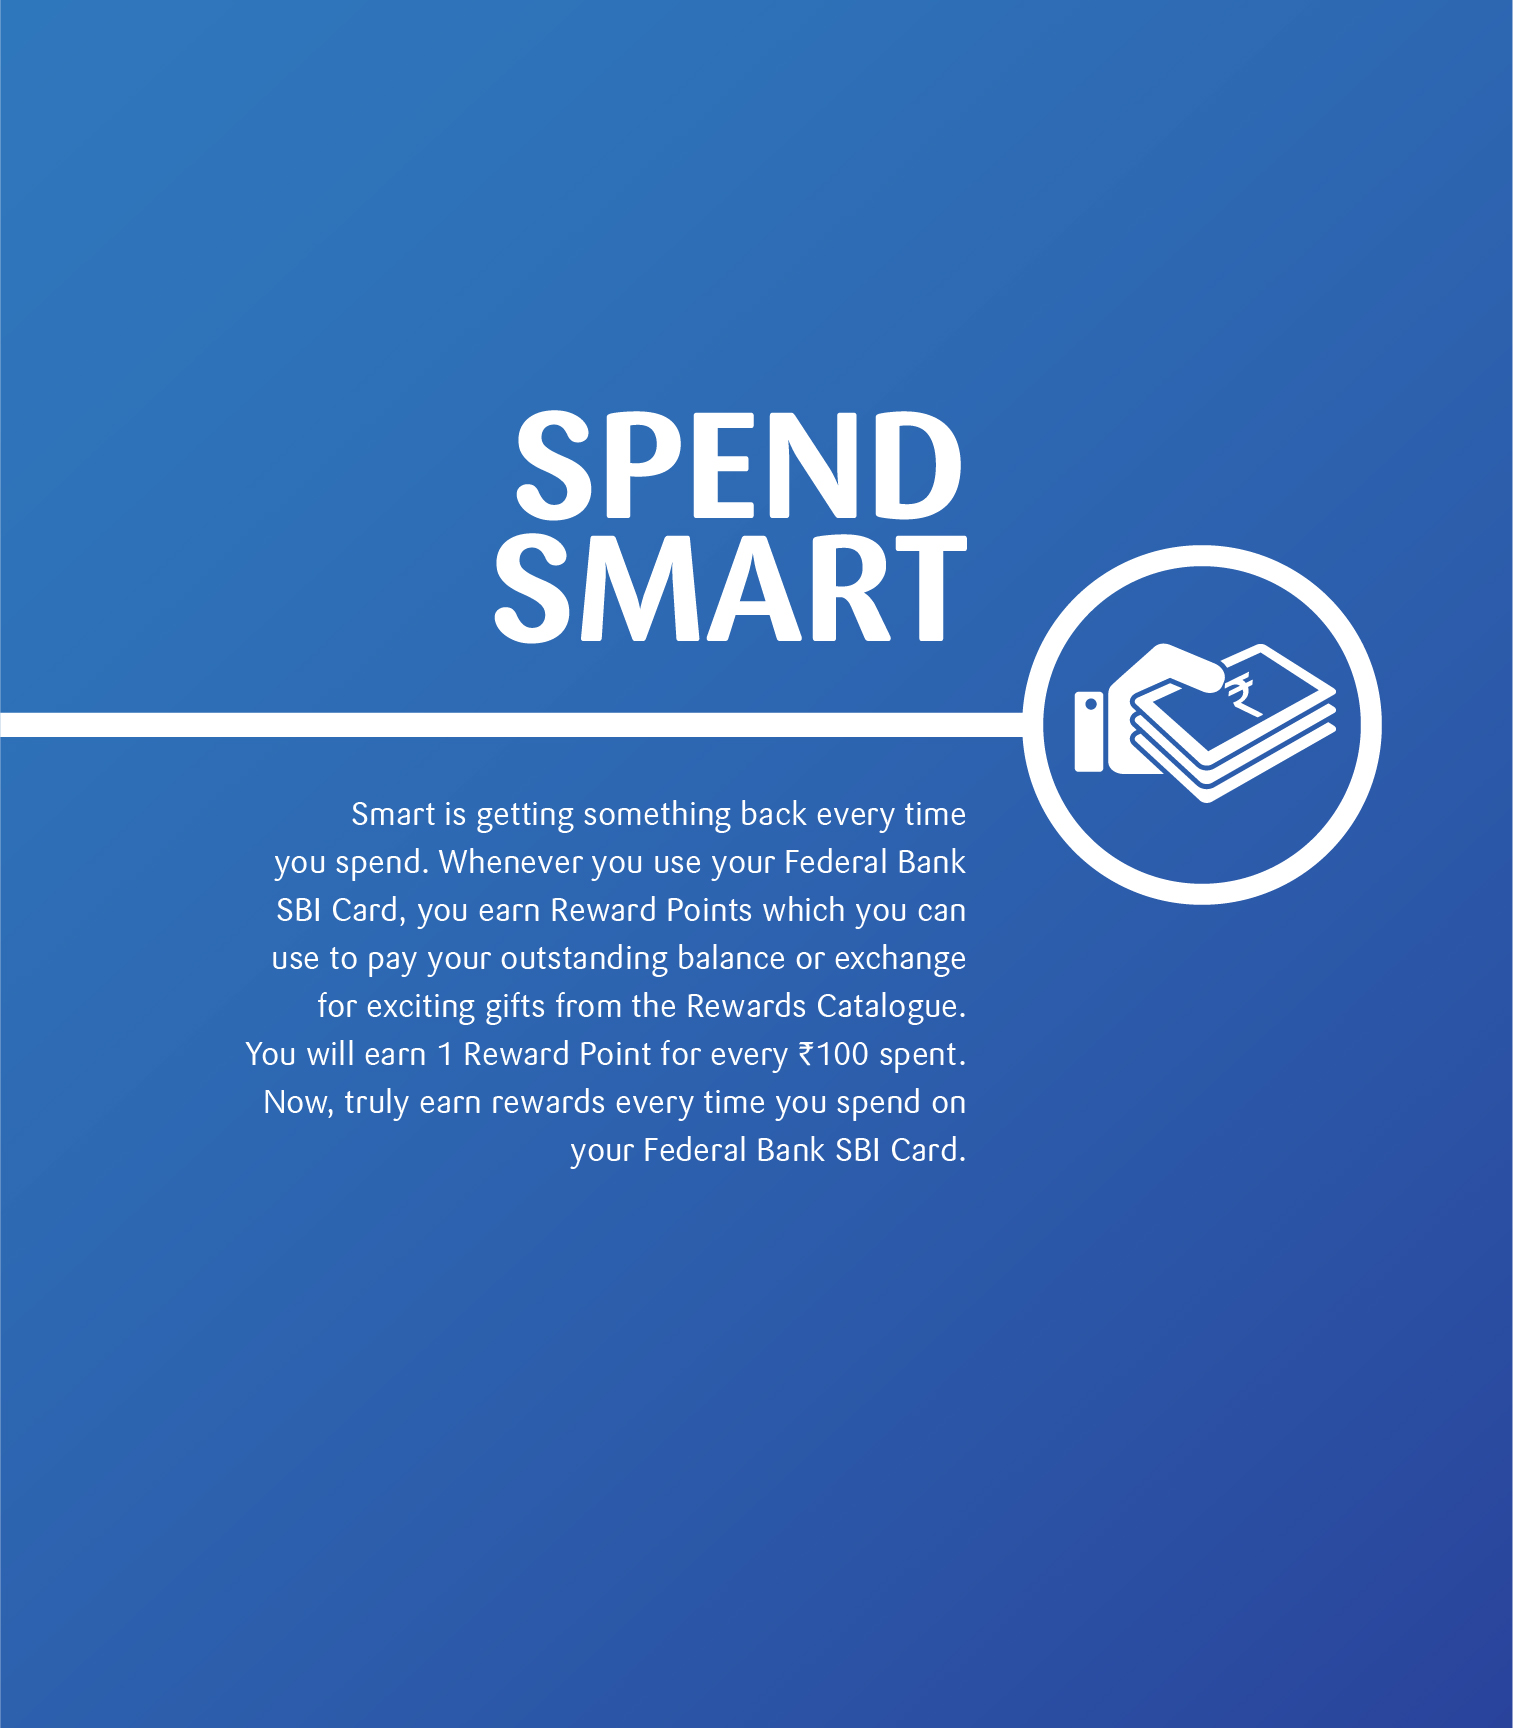 SPEND
SMART
₹
Smart is getting something back every time
you spend. Whenever you use your Federal Bank
SBI Card, you earn Reward Points which you can
use to pay your outstanding balance or exchange
for exciting gifts from the Rewards Catalogue.
You will earn 1 Reward Point for every ₹100 spent.
Now, truly earn rewards every time you spend on
your Federal Bank SBI Card.